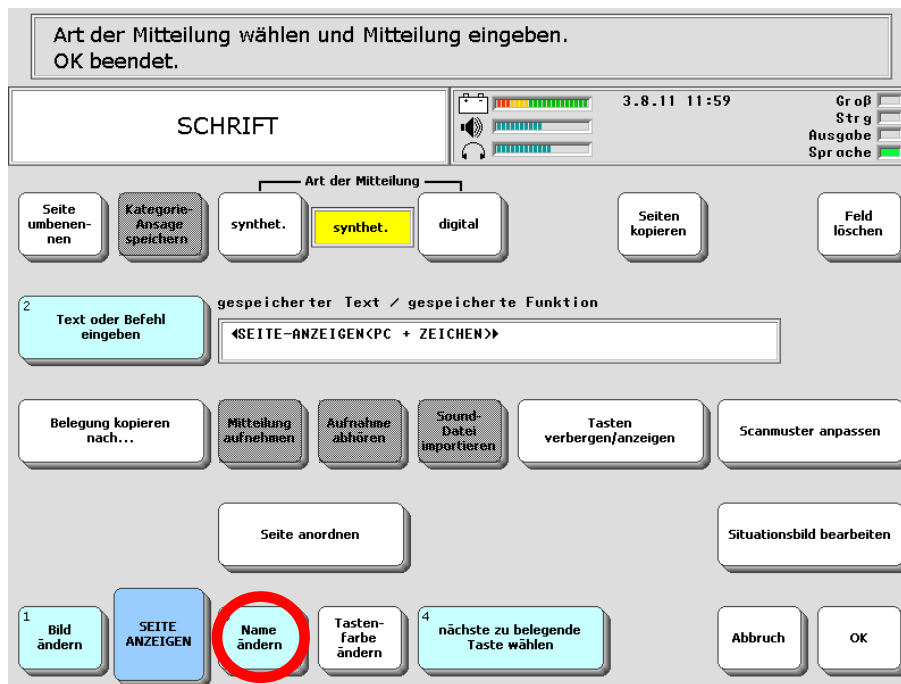 Art der Mitteilung wählen und Mitteilung eingeben.
OK beendet.
SCHRIFT
3.8.11 11:59
Groß
Strg
Ausgabe
Sprache
Art der Mitteilung
Seite
umbenen-
nen
Kategorie-
Ansage
speichern
synthet.
synthet.
digital
Seiten
kopieren
Feld
löschen
2
Text oder Befehl
eingeben
gespeicherter Text / gespeicherte Funktion
◀SEITE-ANZEIGEN<PC + ZEICHEN>▶
Belegung kopieren
nach...
Mitteilung
aufnehmen
Aufnahme
abhören
Sound-
Datei
importieren
Tasten
verbergen/anzeigen
Scanmuster anpassen
Seite anordnen
Situationsbild bearbeiten
1
Bild
ändern
SEITE
ANZEIGEN
Name
ändern
Tasten-
farbe
ändern
4
nächste zu belegende
Taste wählen
Abbruch
OK